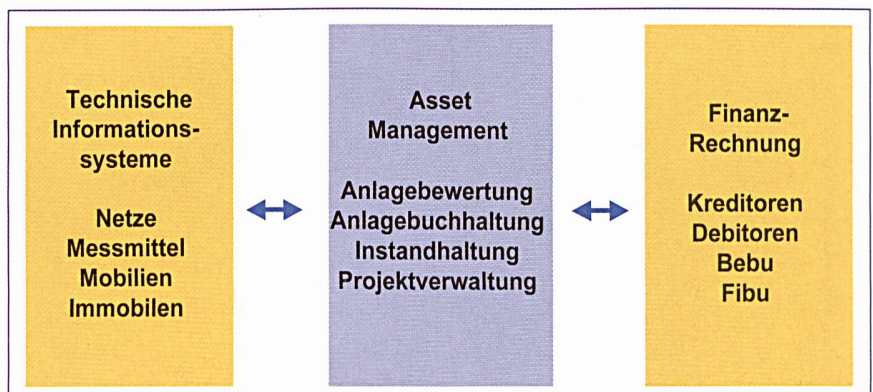 Technische
Informations-
systeme
Netze
Messmittel
Mobilien
Immobilen
Asset
Management
Anlagebewertung
Anlagebuchhaltung
Instandhaltung
Projektverwaltung
Finanz-
Rechnung
Kreditoren
Debitoren
Bebu
Fibu